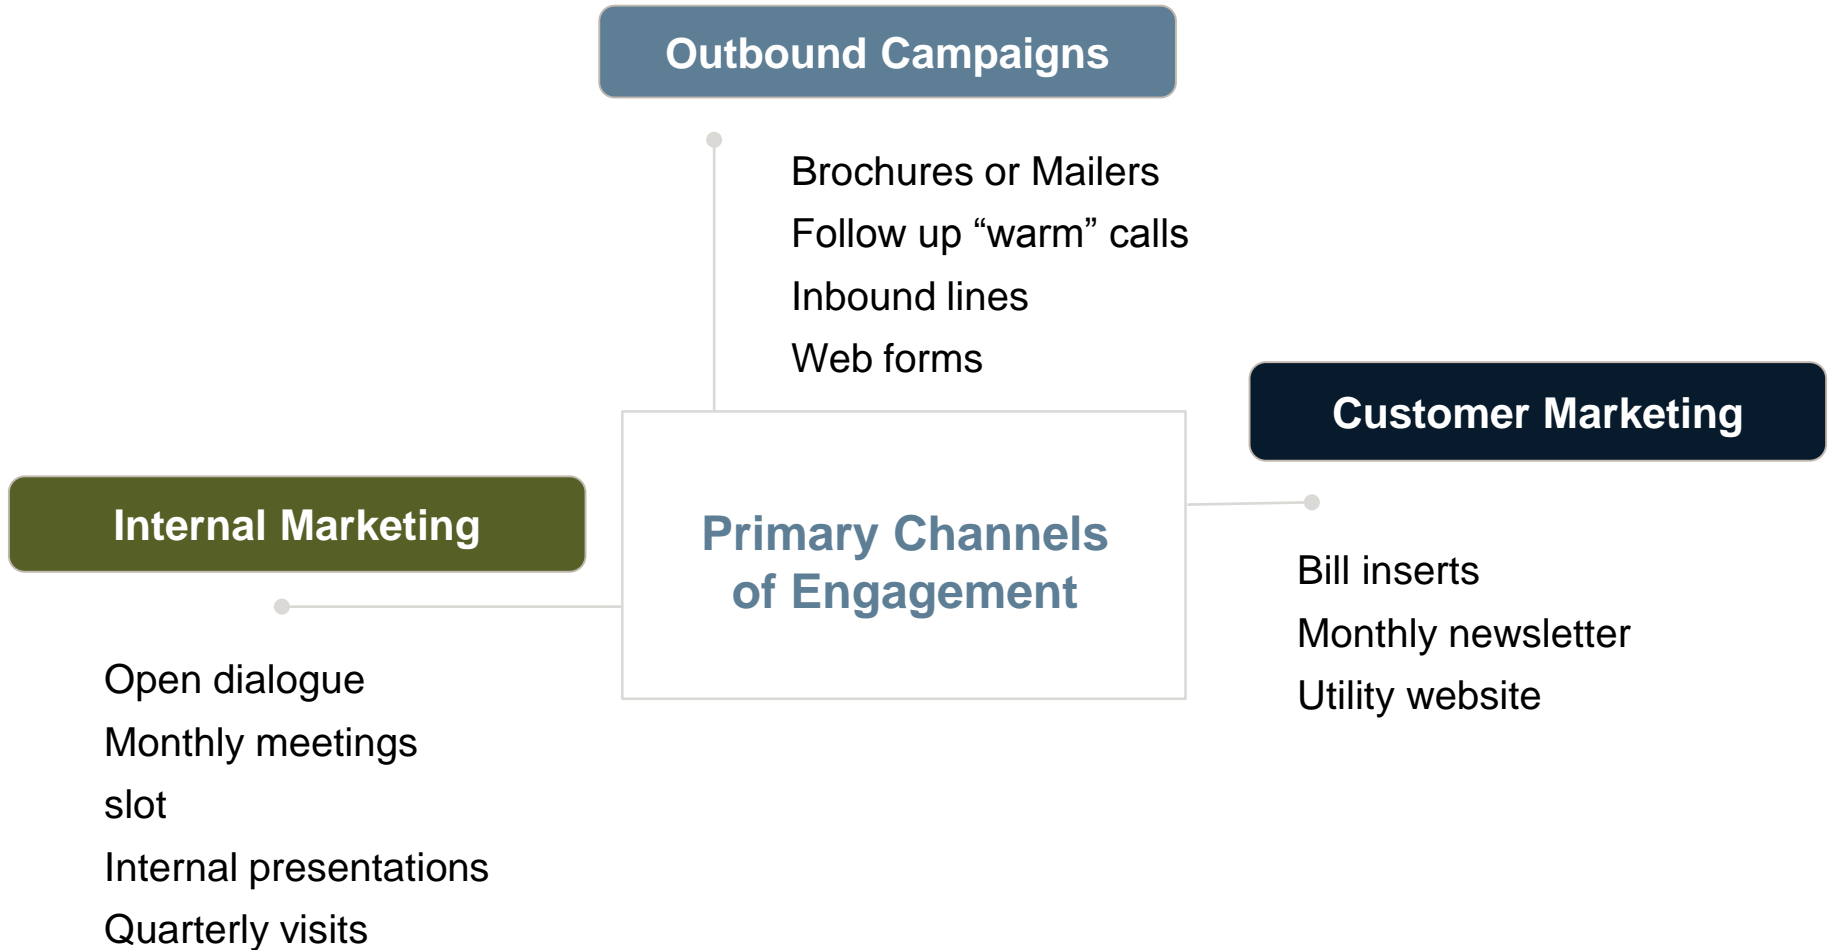 Outbound Campaigns
Brochures or Mailers
Follow up “warm” calls
Inbound lines
Web forms
Customer Marketing
Bill inserts
Monthly newsletter
Utility website
Internal Marketing
Open dialogue
Monthly meetings
slot
Internal presentations
Quarterly visits
Primary Channels
of Engagement